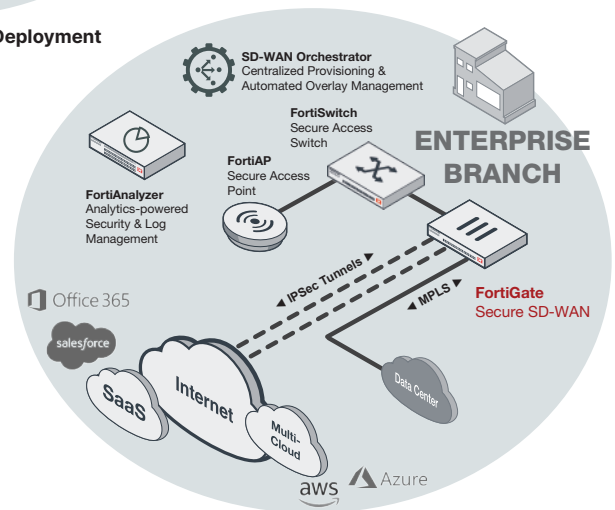 Deployment
SD-WAN Orchestrator
Centralized Provisioning &
Automated Overlay Management
FortiSwitch
Secure Access
Switch
ENTERPRISE
BRANCH
FortiAP
Secure Access
Point
FortiAnalyzer
Analytics-powered
Security & Log
Management
◀ IPSec Tunnels ▶
◀ MPLS ▶
FortiGate
Secure SD-WAN
Office 365
salesforce
SaaS
Internet
Multi-
Cloud
Data Center
aws
Azure